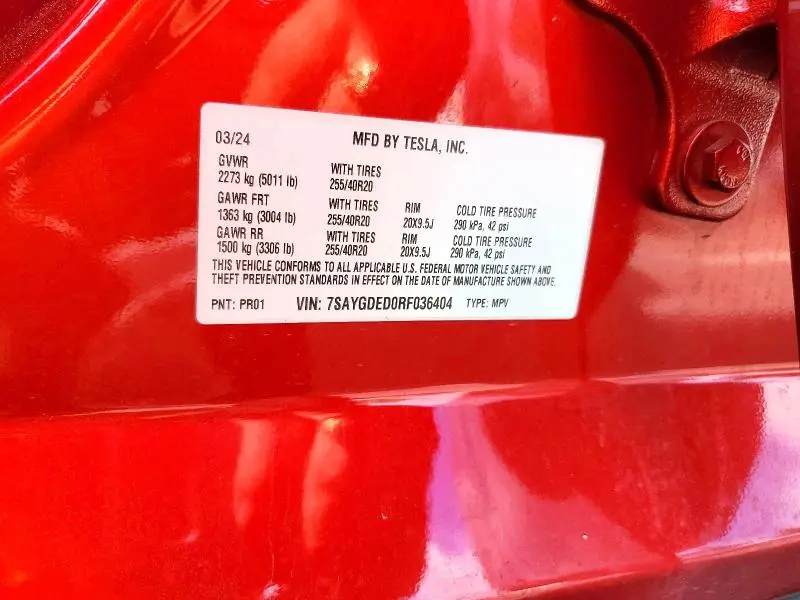 03/24 MFD BY TESLA, INC.
GVWR
2273 kg (5011 lb) WITH TIRES 255/40R20
GAWR FRT WITH TIRES RIM COLD TIRE PRESSURE
1363 kg (3004 lb) 255/40R20 20X9.5J 290 kPa, 42 psi
GAWR RR WITH TIRES RIM COLD TIRE PRESSURE
1500 kg (3306 lb) 255/40R20 20X9.5J 290 kPa, 42 psi
THIS VEHICLE CONFORMS TO ALL APPLICABLE U.S. FEDERAL MOTOR VEHICLE SAFETY AND
THEFT PREVENTION STANDARDS IN EFFECT ON THE DATE OF MANUFACTURE SHOWN ABOVE.
PNT: PR01 VIN: 7SAYGDED0RF036404 TYPE: MPV